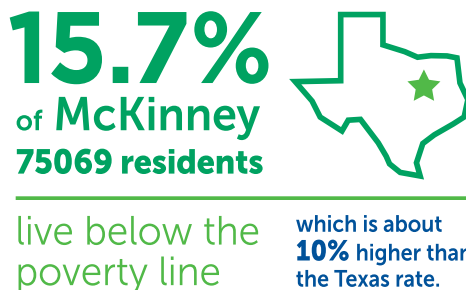 15.7%
of McKinney
75069 residents
live below the
poverty line
which is about
10% higher than
the Texas rate.